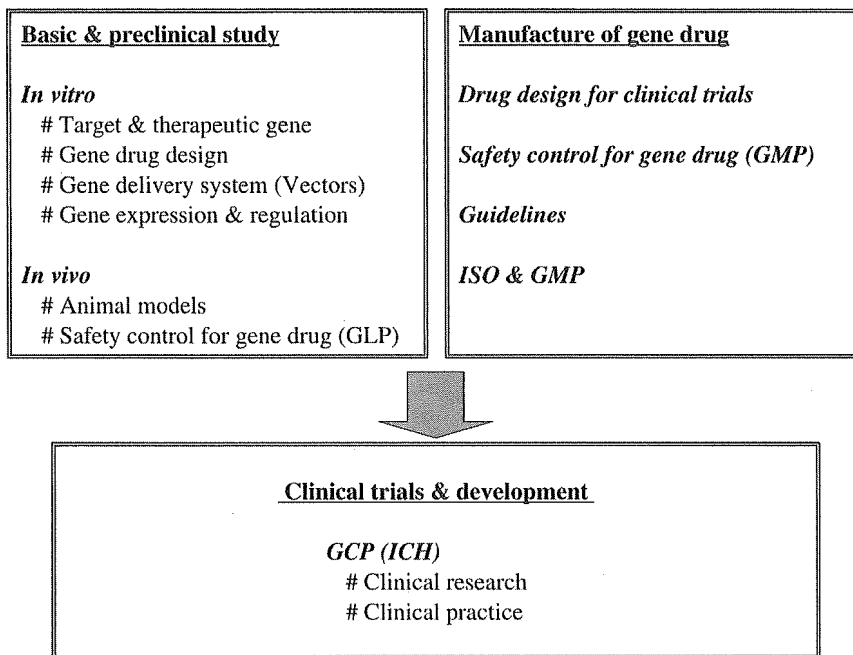 Basic & preclinical study
In vitro
# Target & therapeutic gene
# Gene drug design
# Gene delivery system (Vectors)
# Gene expression & regulation
In vivo
# Animal models
# Safety control for gene drug (GLP)
Manufacture of gene drug
Drug design for clinical trials
Safety control for gene drug (GMP)
Guidelines
ISO & GMP
Clinical trials & development
GCP (ICH)
# Clinical research
# Clinical practice